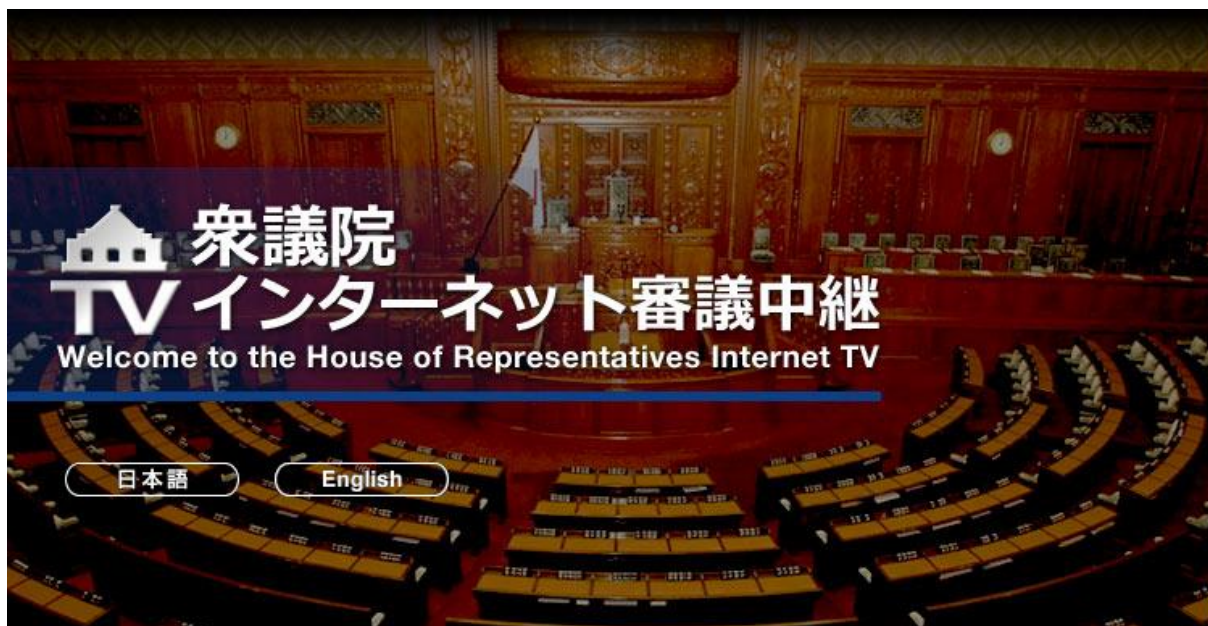 衆議院
TV インターネット審議中継
Welcome to the House of Representatives Internet TV
日本語 English